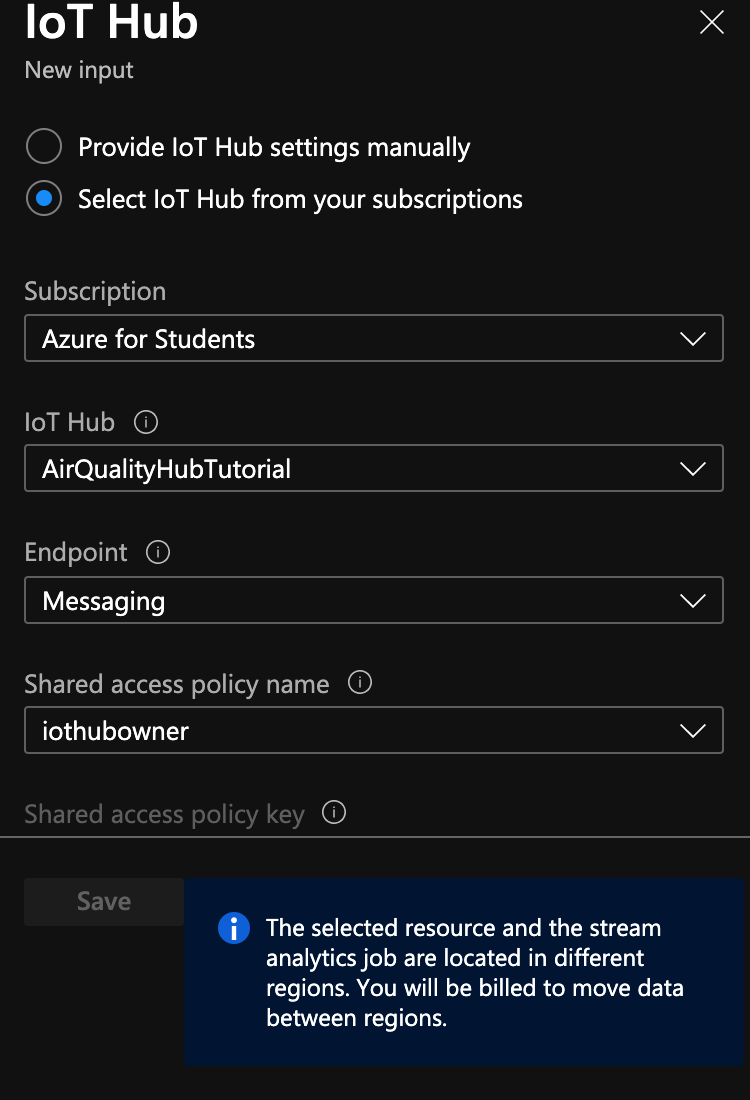 IoT Hub
New input
Provide IoT Hub settings manually
Select IoT Hub from your subscriptions
Subscription
Azure for Students
IoT Hub
AirQualityHubTutorial
Endpoint
Messaging
Shared access policy name
iothubowner
Shared access policy key
Save
The selected resource and the stream
analytics job are located in different
regions. You will be billed to move data
between regions.